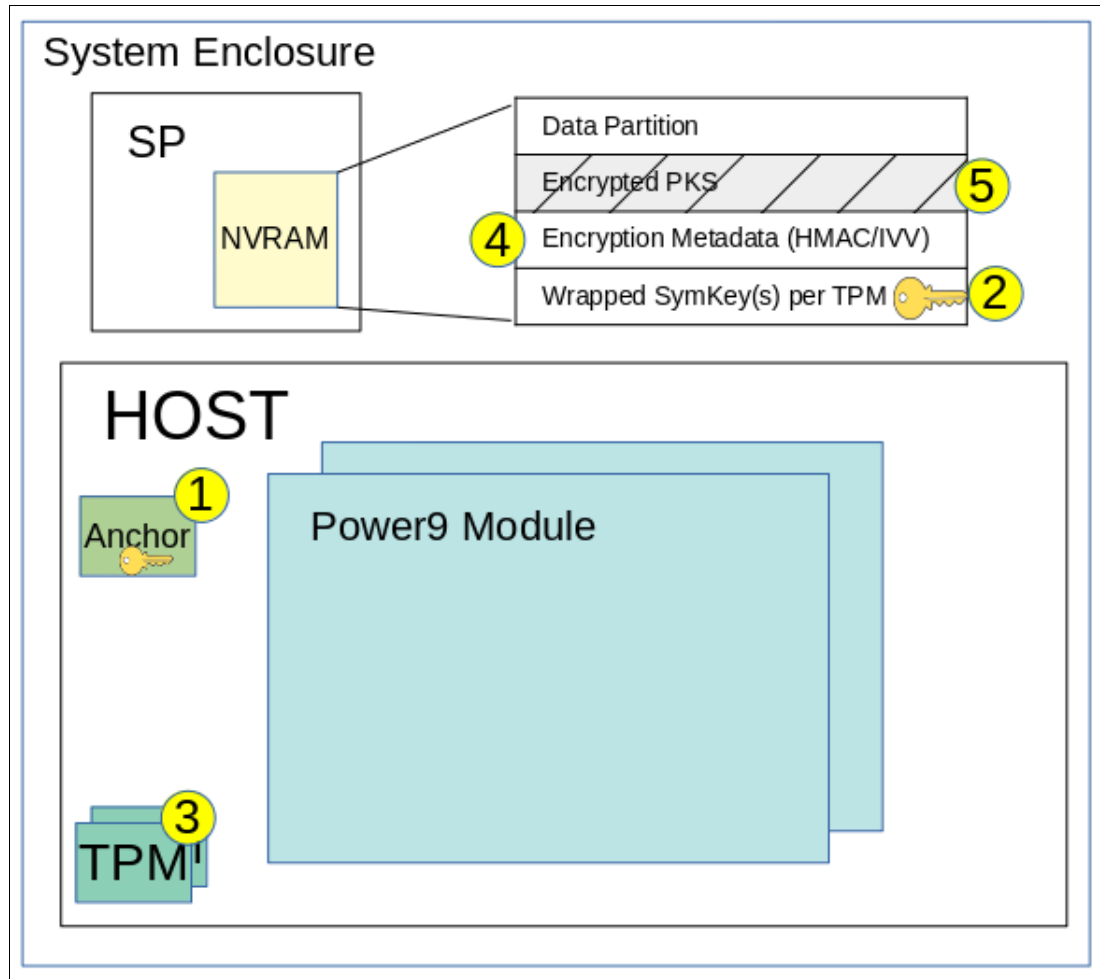 System Enclosure
SP
NVRAM
Data Partition
Encrypted PKS
5
4
Encryption Metadata (HMAC/IVV)
Wrapped SymKey(s) per TPM
2
HOST
1
Anchor
Power9 Module
3
TPM